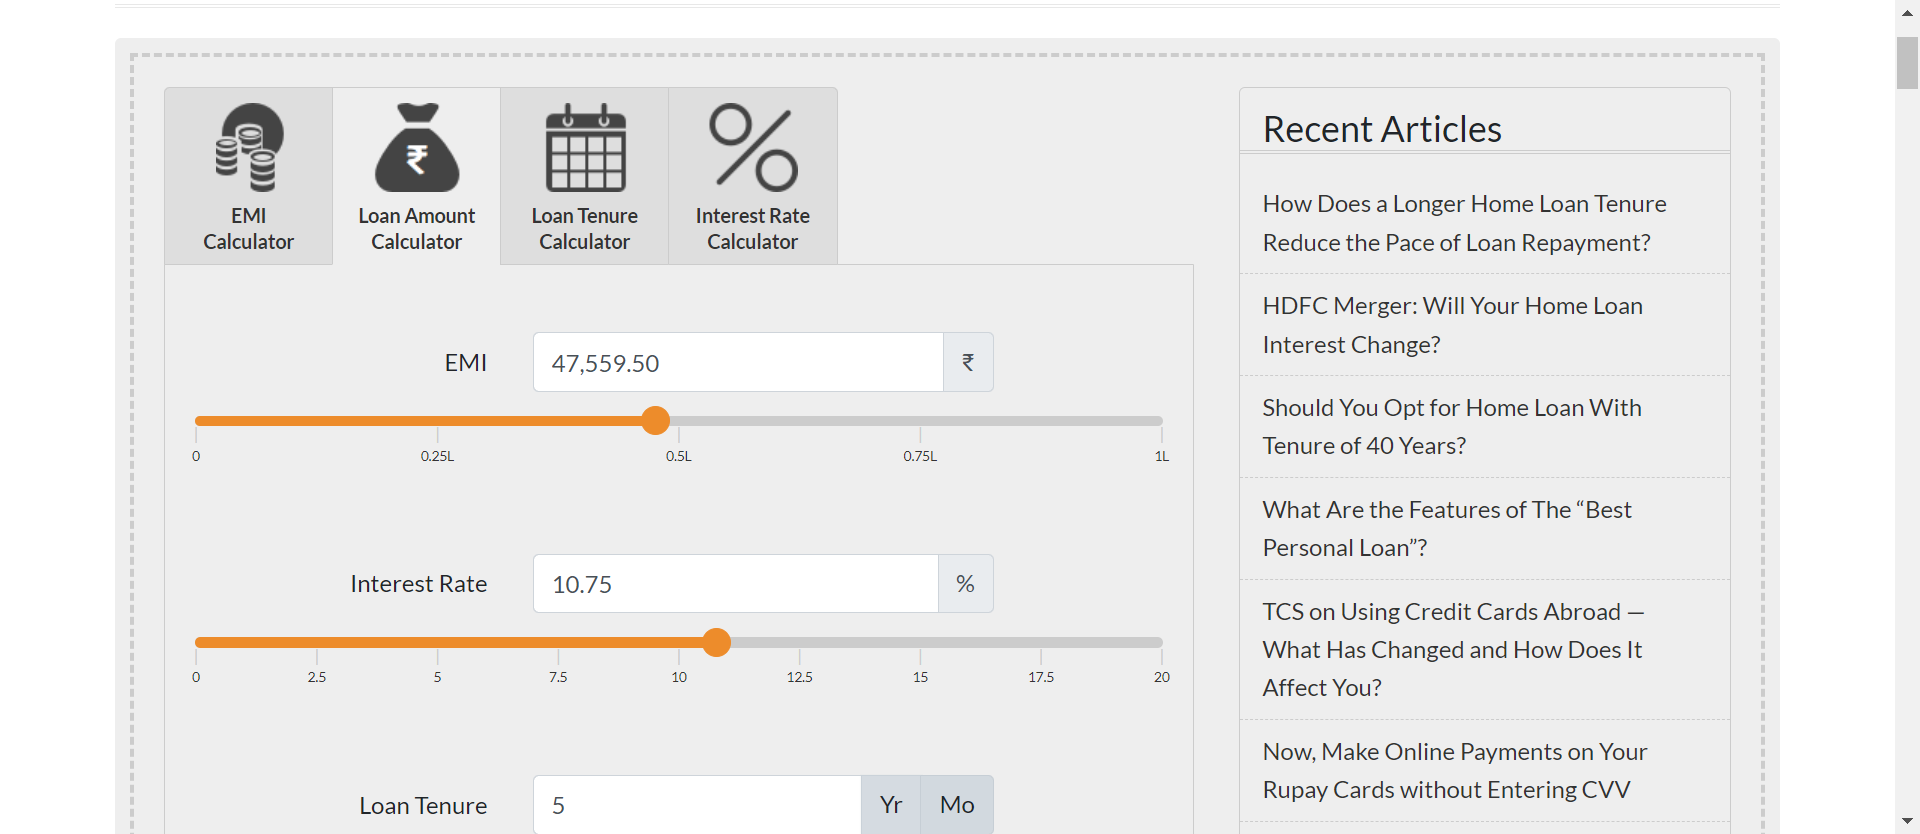 EMI
Calculator
₹
Loan Amount
Calculator
Loan Tenure
Calculator
Interest Rate
Calculator
EMI
47,559.50
₹
0
0.25L
0.5L
0.75L
1L
Interest Rate
10.75
%
0
2.5
5
7.5
10
12.5
15
17.5
20
Loan Tenure
5
Yr
Mo
Recent Articles
How Does a Longer Home Loan Tenure
Reduce the Pace of Loan Repayment?
HDFC Merger: Will Your Home Loan
Interest Change?
Should You Opt for Home Loan With
Tenure of 40 Years?
What Are the Features of The “Best
Personal Loan”?
TCS on Using Credit Cards Abroad —
What Has Changed and How Does It
Affect You?
Now, Make Online Payments on Your
Rupay Cards without Entering CVV